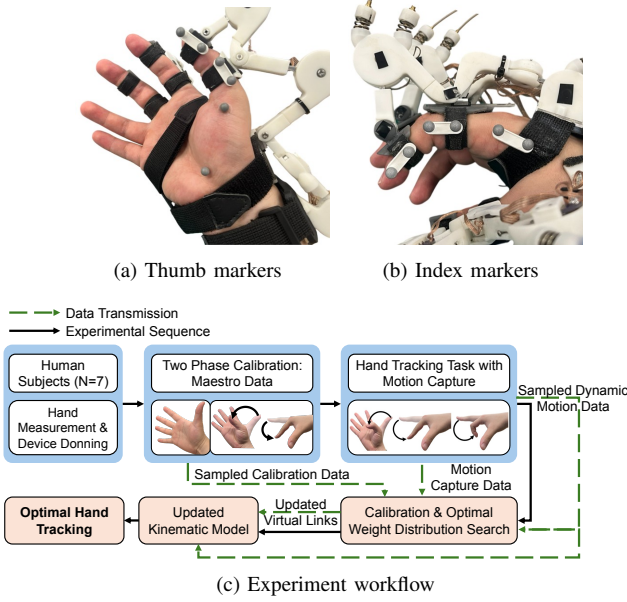 (a) Thumb markers
(b) Index markers
Data Transmission
Experimental Sequence
Human
Subjects (N=7)
Hand
Measurement &
Device Donning
Two Phase Calibration:
Maestro Data
Hand Tracking Task with
Motion Capture
Sampled Dynamic
Motion Data
Sampled Calibration Data
Motion
Capture Data
Optimal Hand
Tracking
Updated
Kinematic Model
Updated
Virtual Links
Calibration & Optimal
Weight Distribution Search
(c) Experiment workflow